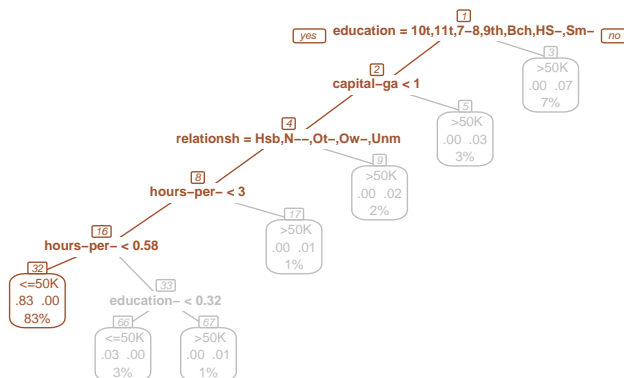 1
yes education = 10t,11t,7−8,9th,Bch,HS−,Sm− no
3
>50K
.00 .07
7%
2
capital−ga < 1
5
>50K
.00 .03
3%
4
relationsh = Hsb,N−−,Ot−,Ow−,Unm
9
>50K
.00 .02
2%
8
hours−per− < 3
17
>50K
.00 .01
1%
16
hours−per− < 0.58
32
<=50K
.83 .00
83%
33
education− < 0.32
66
<=50K
.03 .00
3%
67
>50K
.00 .01
1%